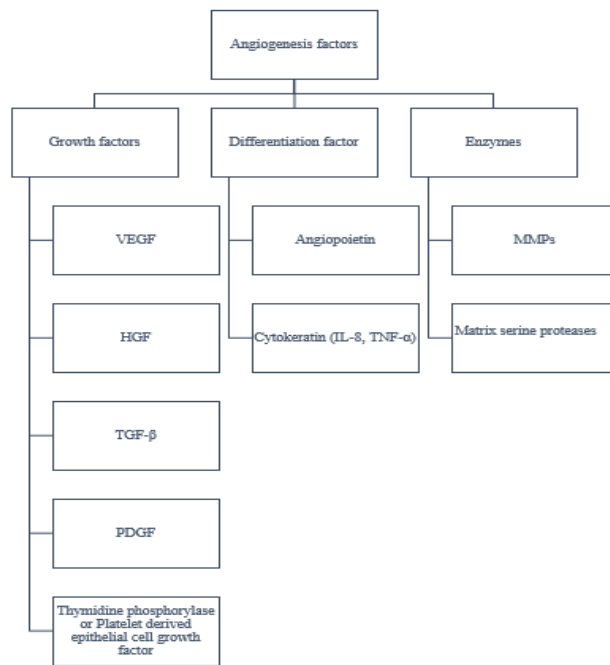 Angiogenesis factors
Growth factors
Differentiation factor
Enzymes
VEGF
Angiopoietin
MMPs
HGF
Cytokeratin (IL-8, TNF-α)
Matrix serine proteases
TGF-β
PDGF
Thymidine phosphorylase
or Platelet derived
epithelial cell growth
factor